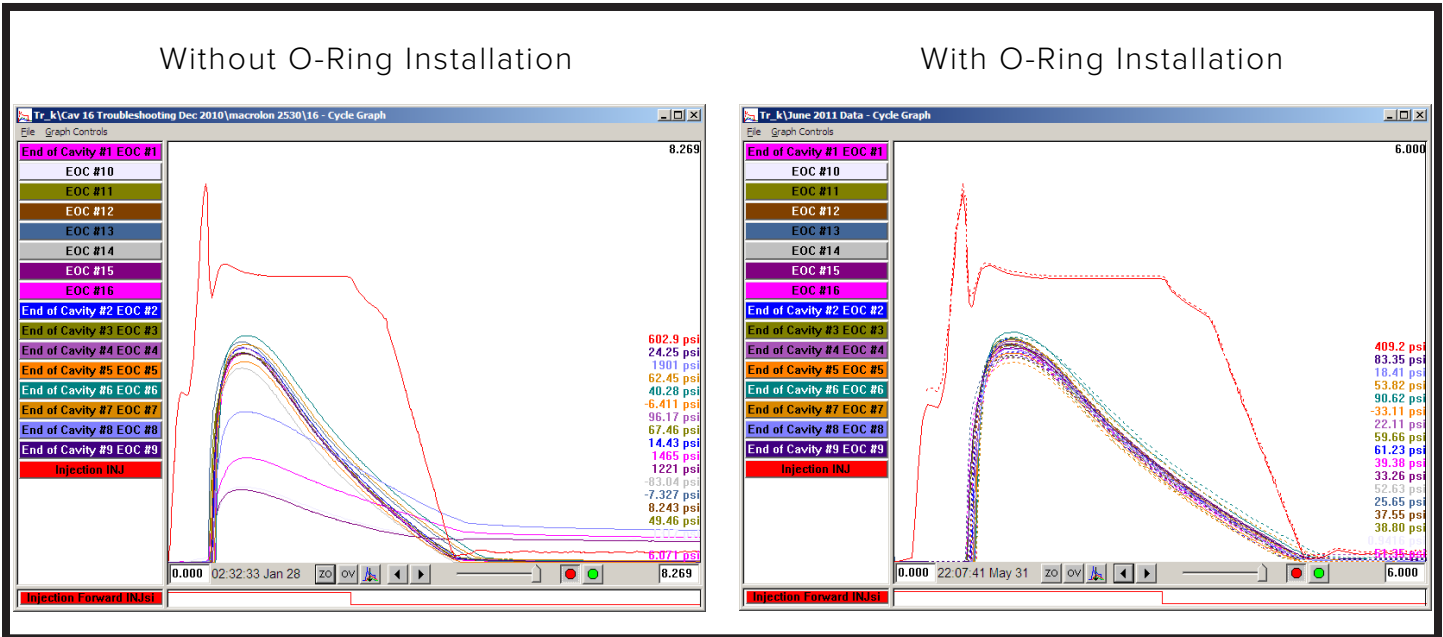 Without O-Ring Installation
Tr_k\Cav 16 Troubleshooting Dec 2010\macrolon 2530\16 - Cycle Graph
File Graph Controls
End of Cavity #1 EOC #1
EOC #10
EOC #11
EOC #12
EOC #13
EOC #14
EOC #15
EOC #16
End of Cavity #2 EOC #2
End of Cavity #3 EOC #3
End of Cavity #4 EOC #4
End of Cavity #5 EOC #5
End of Cavity #6 EOC #6
End of Cavity #7 EOC #7
End of Cavity #8 EOC #8
End of Cavity #9 EOC #9
Injection INJ
8.269
602.9 psi
24.25 psi
1901 psi
62.45 psi
40.28 psi
-6.411 psi
96.17 psi
67.46 psi
14.43 psi
1465 psi
1221 psi
-83.04 psi
-7.327 psi
8.243 psi
49.46 psi
6.071 psi
0.000 02:32:33 Jan 28 ZO OV 8.269
Injection Forward INJsi
With O-Ring Installation
Tr_k\June 2011 Data - Cycle Graph
File Graph Controls
End of Cavity #1 EOC #1
EOC #10
EOC #11
EOC #12
EOC #13
EOC #14
EOC #15
EOC #16
End of Cavity #2 EOC #2
End of Cavity #3 EOC #3
End of Cavity #4 EOC #4
End of Cavity #5 EOC #5
End of Cavity #6 EOC #6
End of Cavity #7 EOC #7
End of Cavity #8 EOC #8
End of Cavity #9 EOC #9
Injection INJ
6.000
409.2 psi
83.35 psi
18.41 psi
53.82 psi
90.62 psi
-33.11 psi
22.11 psi
59.66 psi
61.23 psi
39.38 psi
33.26 psi
52.63 psi
25.65 psi
37.55 psi
38.80 psi
0.9416 psi
psi
0.000 22:07:41 May 31 ZO OV 6.000
Injection Forward INJsi